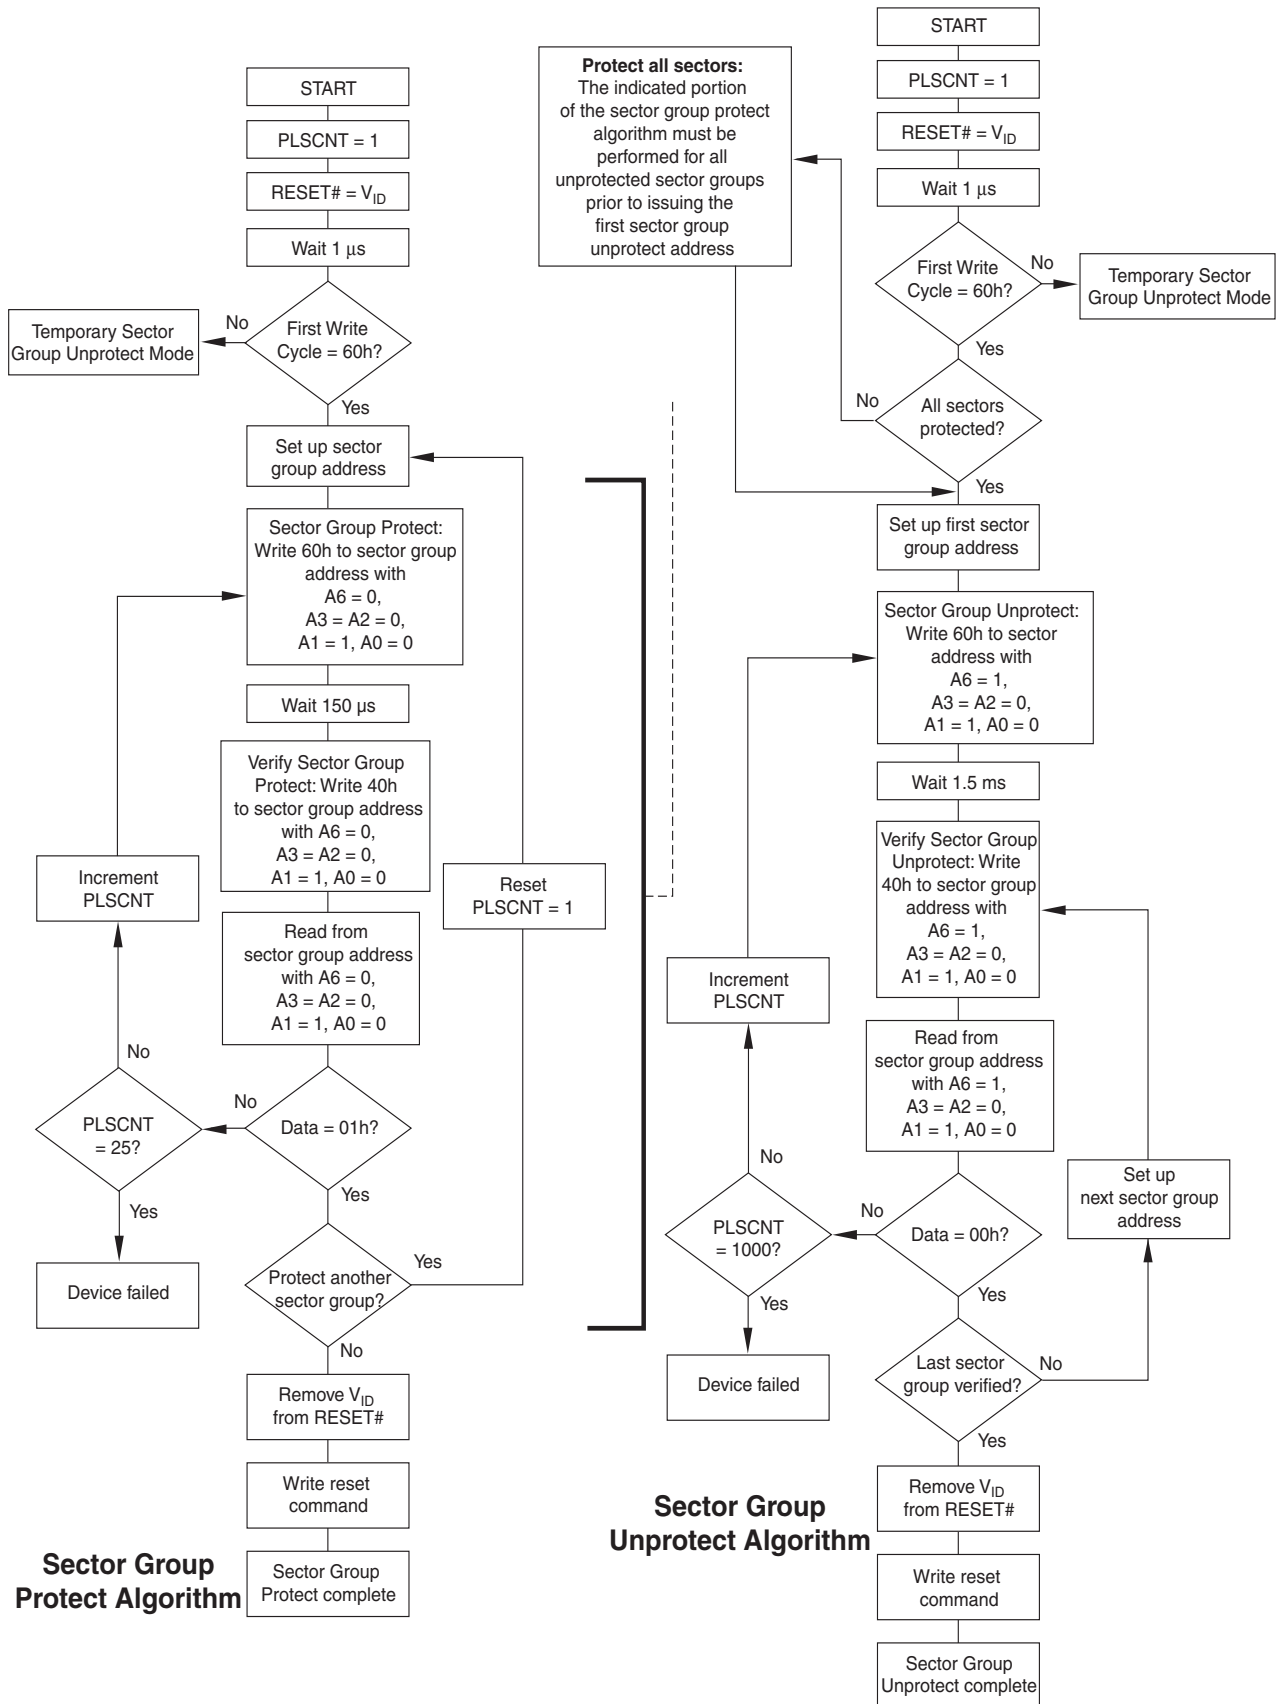 START
PLSCNT = 1
RESET# = VID
Wait 1 μs
First Write
Cycle = 60h?
No
Temporary Sector
Group Unprotect Mode
Yes
Set up sector
group address
Sector Group Protect:
Write 60h to sector group
address with
A6 = 0,
A3 = A2 = 0,
A1 = 1, A0 = 0
Wait 150 µs
Verify Sector Group
Protect: Write 40h
to sector group address
with A6 = 0,
A3 = A2 = 0,
A1 = 1, A0 = 0
Increment
PLSCNT
Reset
PLSCNT = 1
Read from
sector group address
with A6 = 0,
A3 = A2 = 0,
A1 = 1, A0 = 0
No
No
PLSCNT
= 25?
Data = 01h?
Yes
Yes
Device failed
Protect another
sector group?
Yes
No
Remove VID
from RESET#
Write reset
command
Sector Group
Protect complete
Sector Group
Protect Algorithm
Protect all sectors:
The indicated portion
of the sector group protect
algorithm must be
performed for all
unprotected sector groups
prior to issuing the
first sector group
unprotect address
START
PLSCNT = 1
RESET# = VID
Wait 1 μs
First Write
Cycle = 60h?
No
Temporary Sector
Group Unprotect Mode
Yes
No
All sectors
protected?
Yes
Set up first sector
group address
Sector Group Unprotect:
Write 60h to sector
address with
A6 = 1,
A3 = A2 = 0,
A1 = 1, A0 = 0
Wait 1.5 ms
Verify Sector Group
Unprotect: Write
40h to sector group
address with
A6 = 1,
A3 = A2 = 0,
A1 = 1, A0 = 0
Increment
PLSCNT
Read from
sector group address
with A6 = 1,
A3 = A2 = 0,
A1 = 1, A0 = 0
No
No
PLSCNT
= 1000?
Data = 00h?
Set up
next sector group
address
Yes
Yes
Device failed
Last sector
group verified?
No
Yes
Remove VID
from RESET#
Write reset
command
Sector Group
Unprotect complete
Sector Group
Unprotect Algorithm